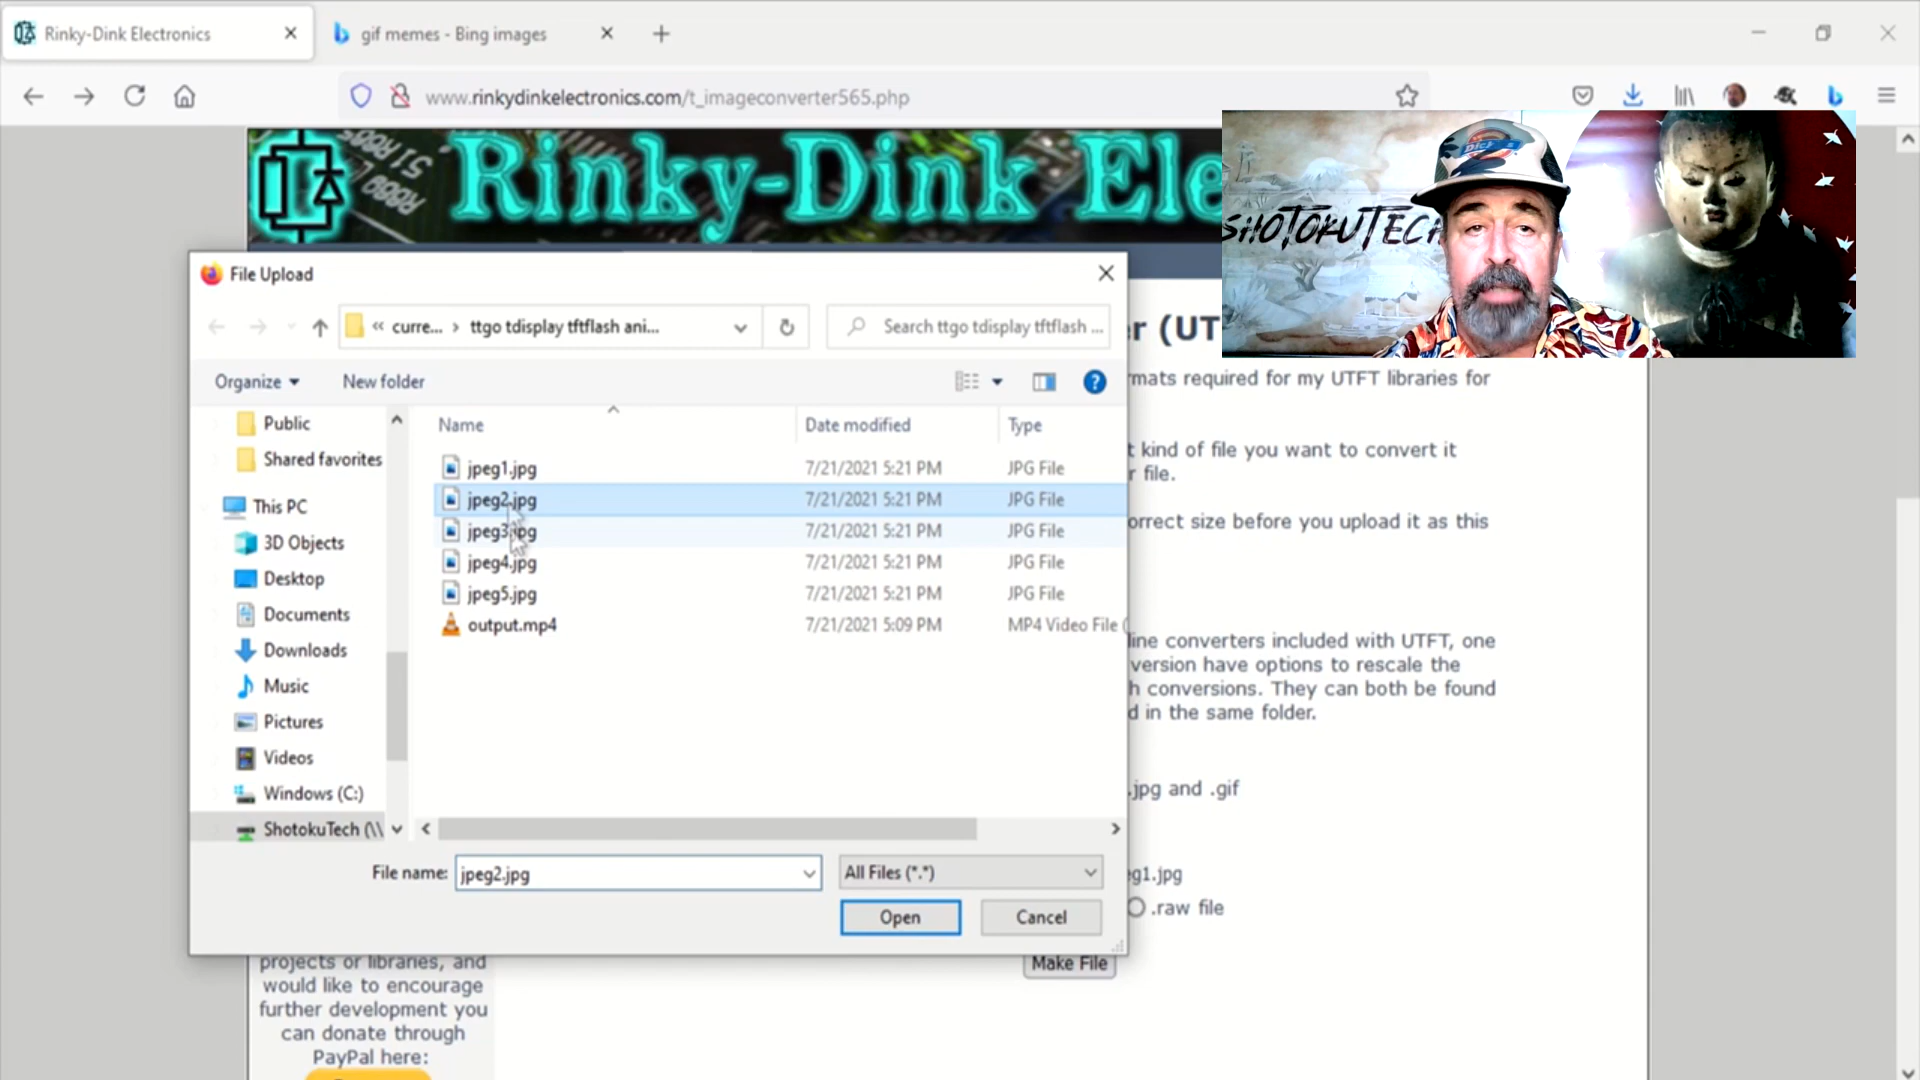 Rinky-Dink Electronics
gif memes - Bing images
www.rinkydinkelectronics.com/t_imageconverter565.php
Rinky-Dink Ele
SHOTOKUTECH
File Upload
« curre... › ttgo tdisplay tftflash ani...
Search ttgo tdisplay tftflash ...
er (UT
Organize
New folder
rmats required for my UTFT libraries for
Public
Shared favorites
This PC
3D Objects
Desktop
Documents
Downloads
Music
Pictures
Videos
Windows (C:)
ShotokuTech (\\
Name Date modified Type
jpeg1.jpg 7/21/2021 5:21 PM JPG File
jpeg2.jpg 7/21/2021 5:21 PM JPG File
jpeg3.jpg 7/21/2021 5:21 PM JPG File
jpeg4.jpg 7/21/2021 5:21 PM JPG File
jpeg5.jpg 7/21/2021 5:21 PM JPG File
output.mp4 7/21/2021 5:09 PM MP4 Video File (
t kind of file you want to convert it
r file.
orrect size before you upload it as this
line converters included with UTFT, one
version have options to rescale the
h conversions. They can both be found
d in the same folder.
.jpg and .gif
File name: jpeg2.jpg
All Files (*.*)
eg1.jpg
Open
Cancel
.raw file
Make File
projects or libraries, and
would like to encourage
further development you
can donate through
PayPal here: